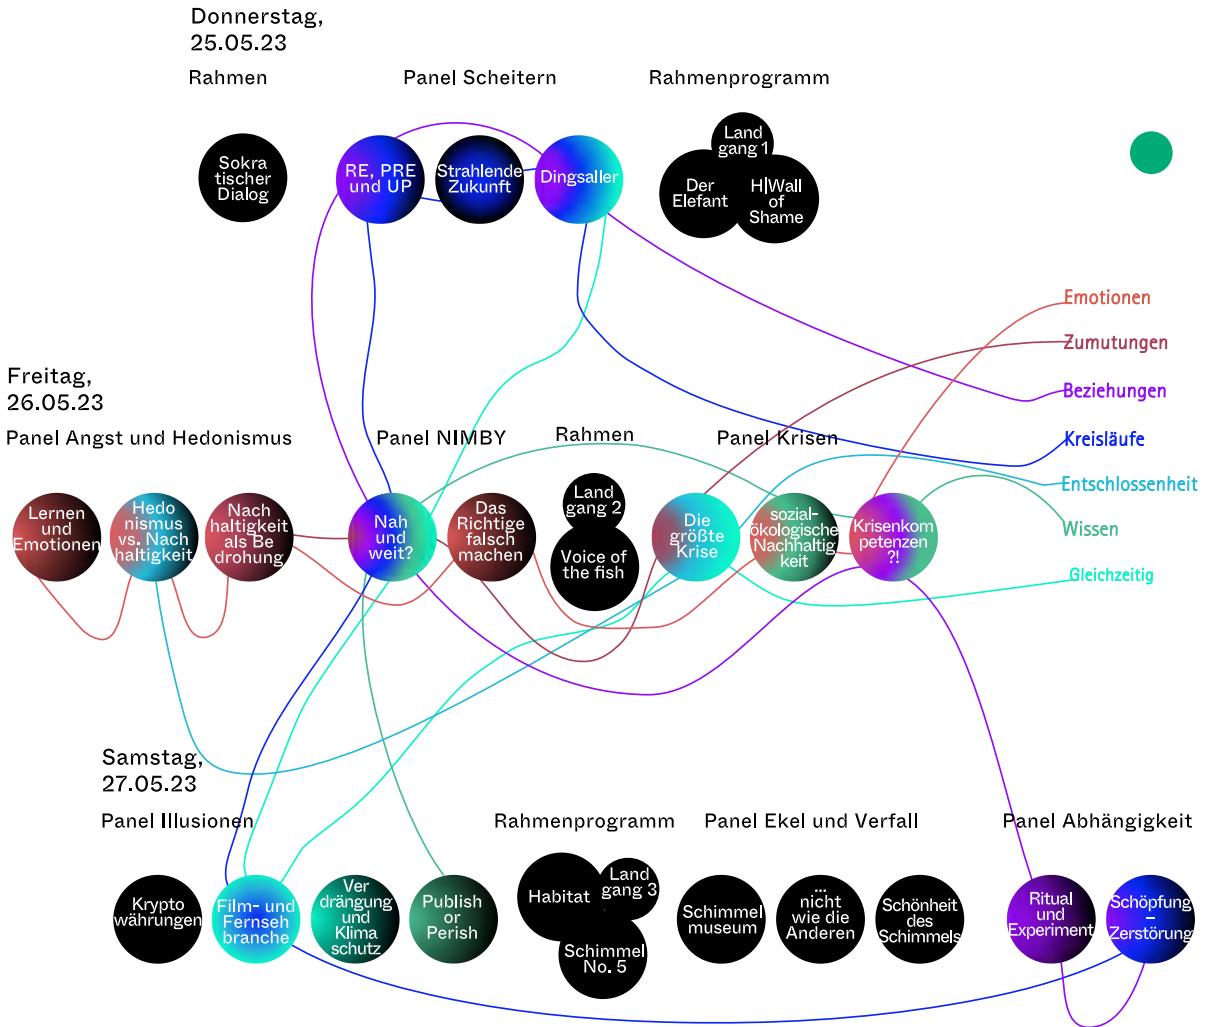 Donnerstag,
25.05.23
Rahmen
Panel Scheitern
Rahmenprogramm
Sokra
tischer
Dialog
RE, PRE
und UP
Strahlende
Zukunft
Dingsaller
Land
gang 1
Der
Elefant
H|Wall
of
Shame
Emotionen
Zumutungen
Beziehungen
Kreisläufe
Entschlossenheit
Wissen
Gleichzeitig
Freitag,
26.05.23
Panel Angst und Hedonismus
Panel NIMBY
Rahmen
Panel Krisen
Lernen
und
Emotionen
Hedo
nismus
vs. Nach
haltigkeit
Nach
haltigkeit
als Be
drohung
Nah
und
weit?
Das
Richtige
falsch
machen
Land
gang 2
Voice of
the fish
Die
größte
Krise
sozial-
ökologische
Nachhaltig
keit
Krisenkom
petenzen
?!
Samstag,
27.05.23
Panel Illusionen
Rahmenprogramm
Panel Ekel und Verfall
Panel Abhängigkeit
Krypto
währungen
Film- und
Fernseh
branche
Ver
drängung
und
Klima
schutz
Publish
or
Perish
Habitat
Land
gang 3
Schimmel
No. 5
Schimmel
museum
...
nicht
wie die
Anderen
Schönheit
des
Schimmels
Ritual
und
Experiment
Schöpfung
–
Zerstörung